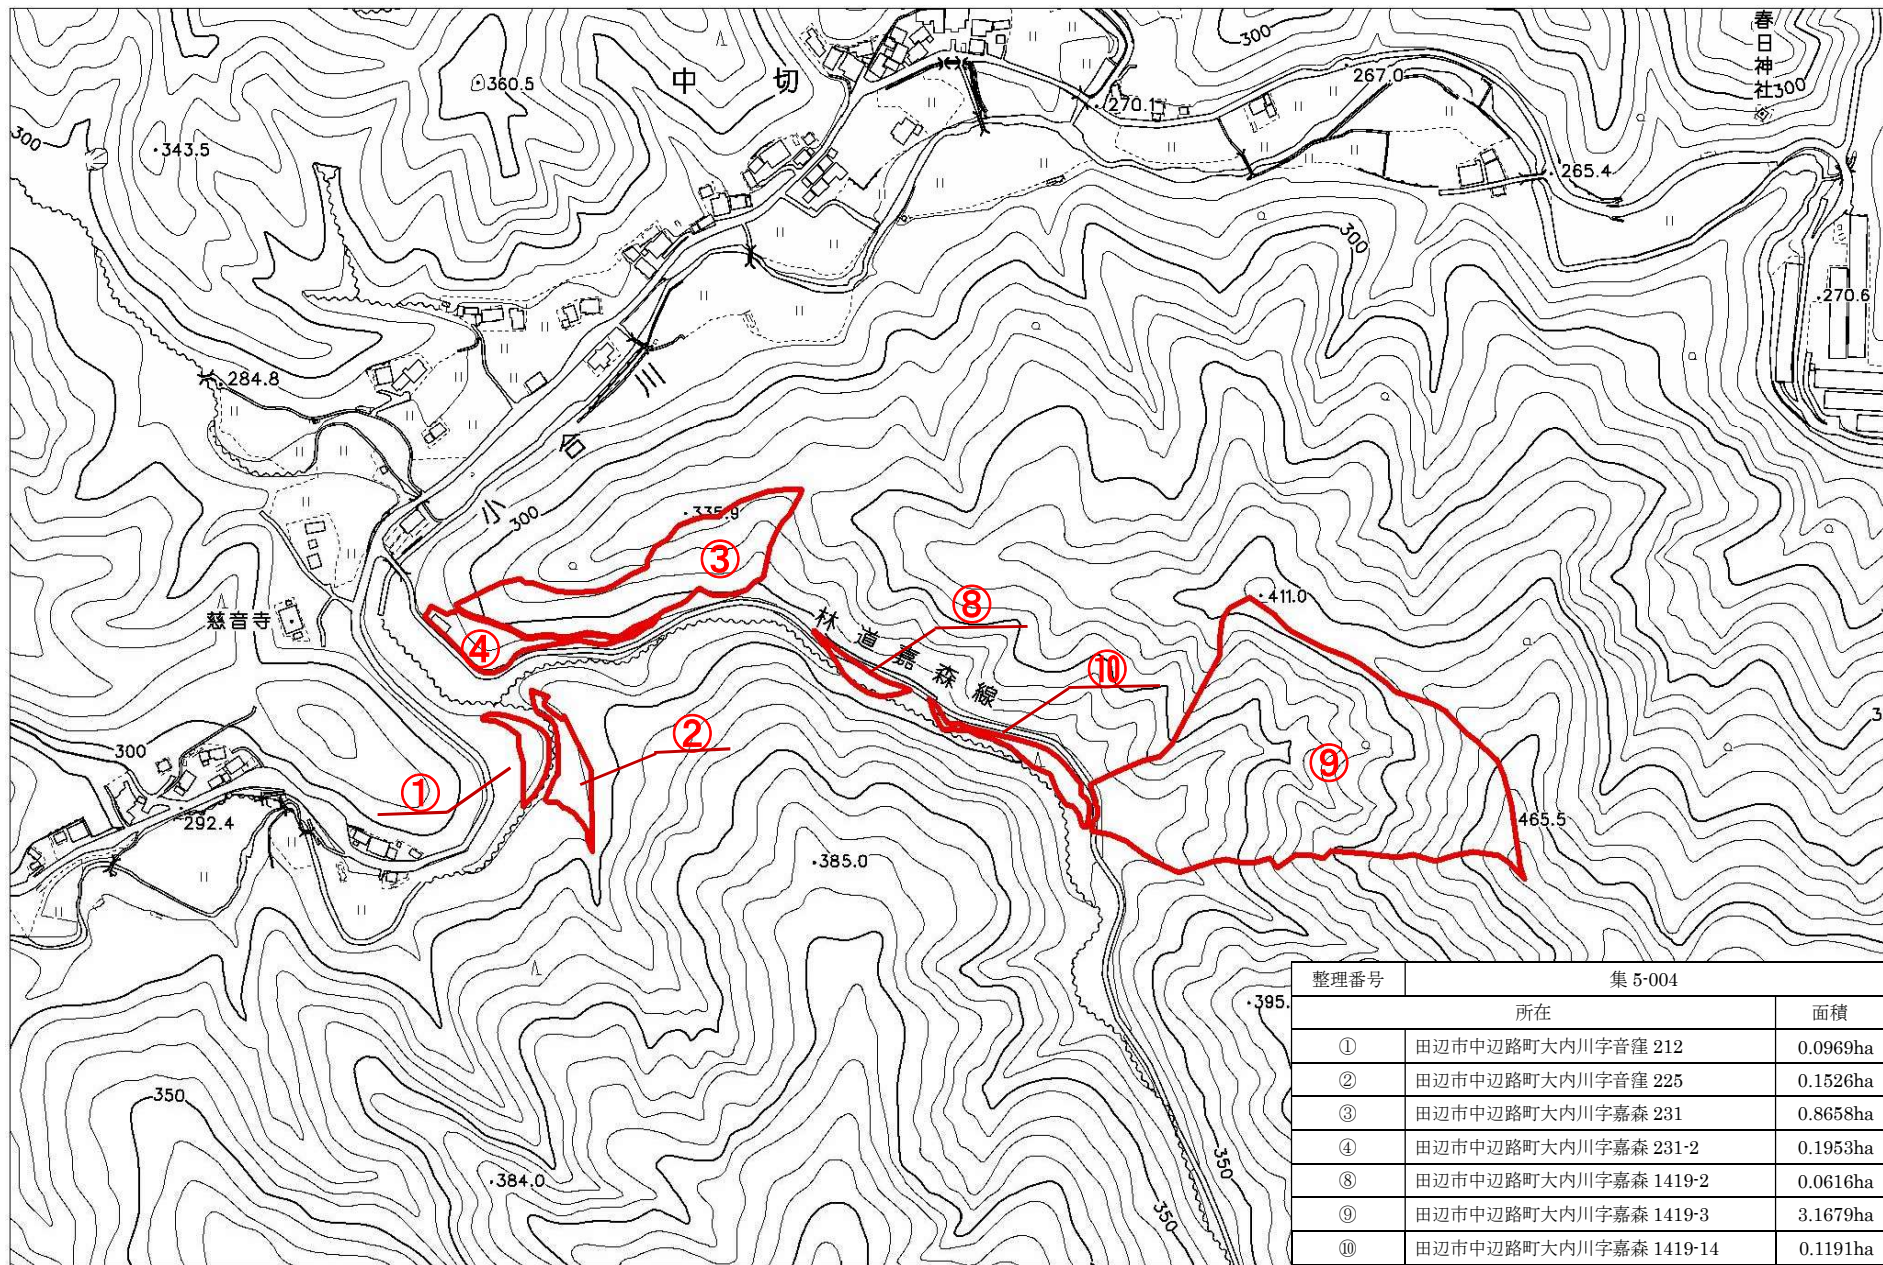 春日神社
300
300
360.5
中切
267.0
270.1
300
343.5
265.4
300
270.6
284.8
小合川
300
335.9
③
⑧
411.0
慈音寺
林道嘉森線
④
⑩
②
⑨
300
①
292.4
465.5
385.0
395.
350
384.0
350
350
整理番号 集 5-004
所在 面積
① 田辺市中辺路町大内川字音窪 212 0.0969ha
② 田辺市中辺路町大内川字音窪 225 0.1526ha
③ 田辺市中辺路町大内川字嘉森 231 0.8658ha
④ 田辺市中辺路町大内川字嘉森 231-2 0.1953ha
⑧ 田辺市中辺路町大内川字嘉森 1419-2 0.0616ha
⑨ 田辺市中辺路町大内川字嘉森 1419-3 3.1679ha
⑩ 田辺市中辺路町大内川字嘉森 1419-14 0.1191ha